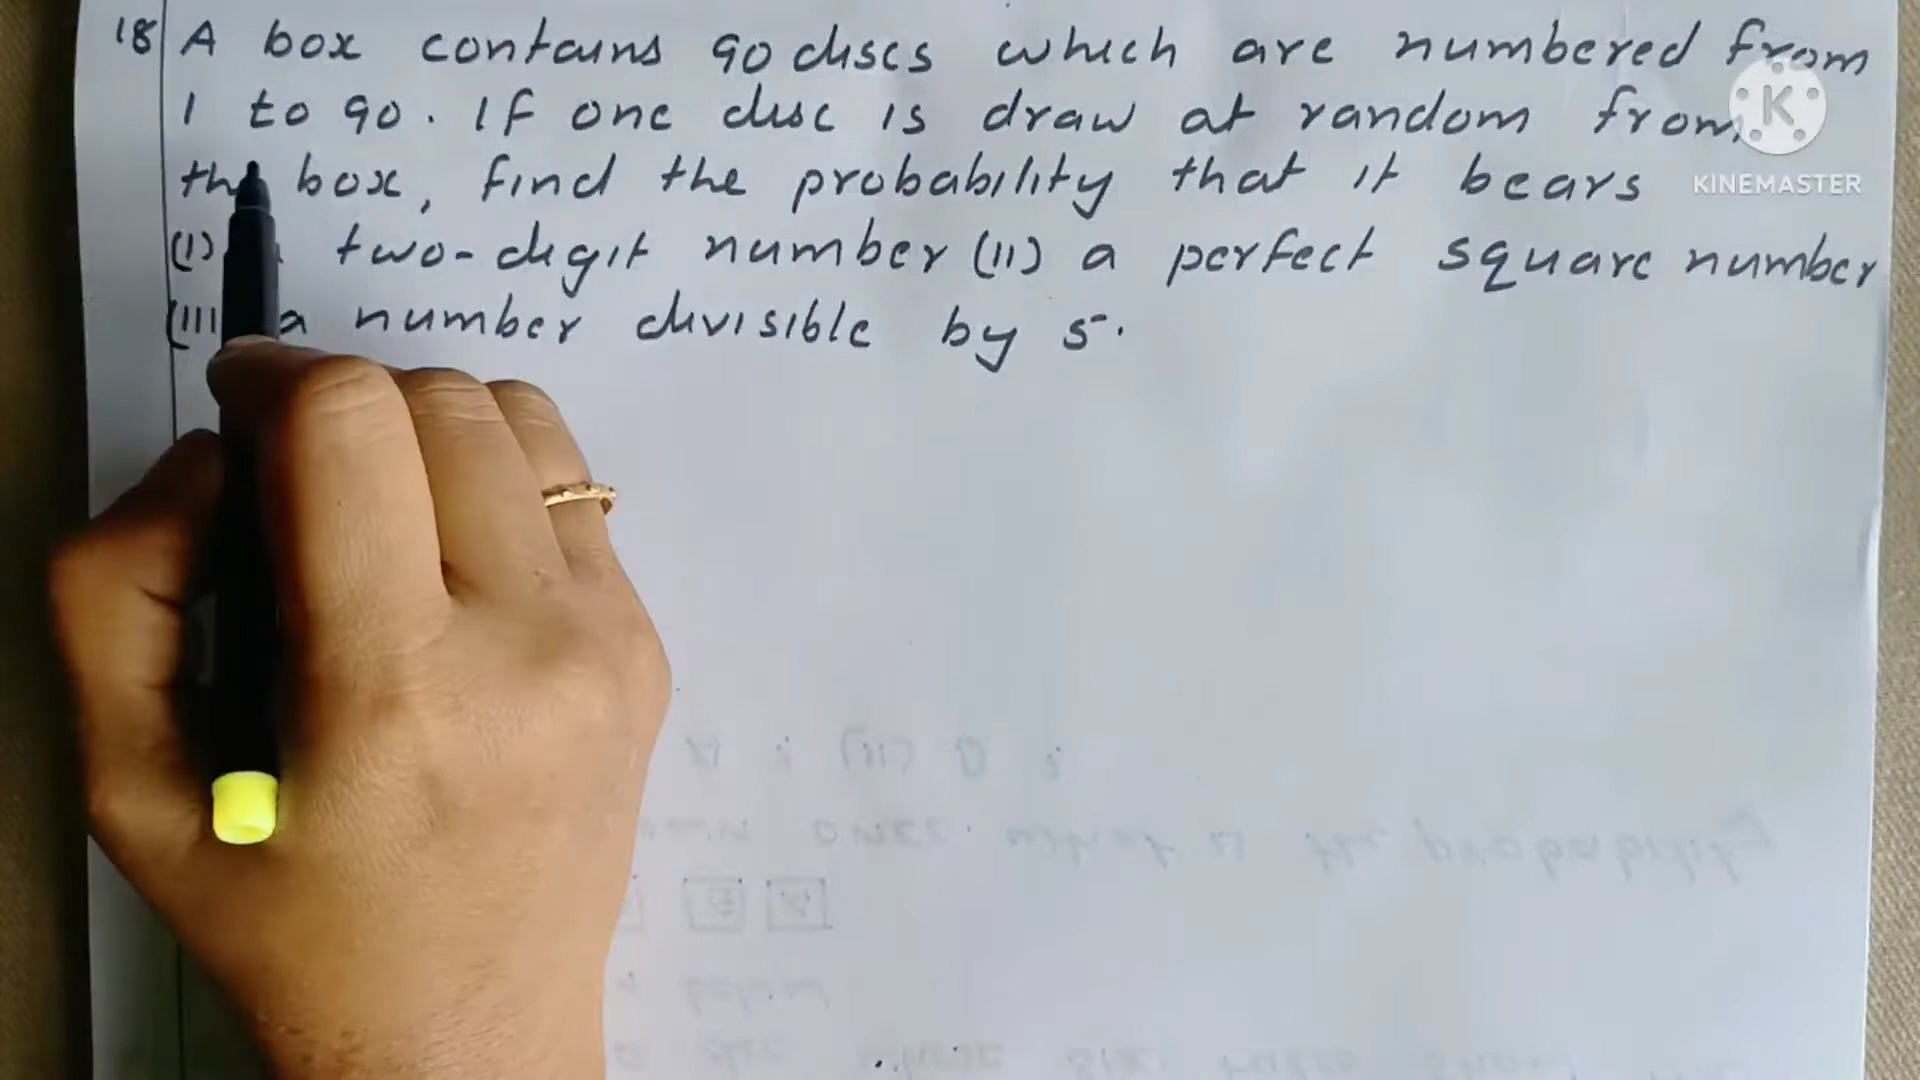 18 A box contains 90 discs which are numbered from
1 to 90. If one disc is draw at random from
the box, find the probability that it bears
(I) two-digit number (II) a perfect square number
(III a number divisible by 5.
KINEMASTER